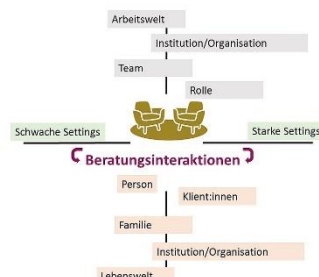 Arbeitswelt
Institution/Organisation
Team
Rolle
Schwache Settings
Starke Settings
Beratungsinteraktionen
Person
Klient:innen
Familie
Institution/Organisation
Lebenswelt